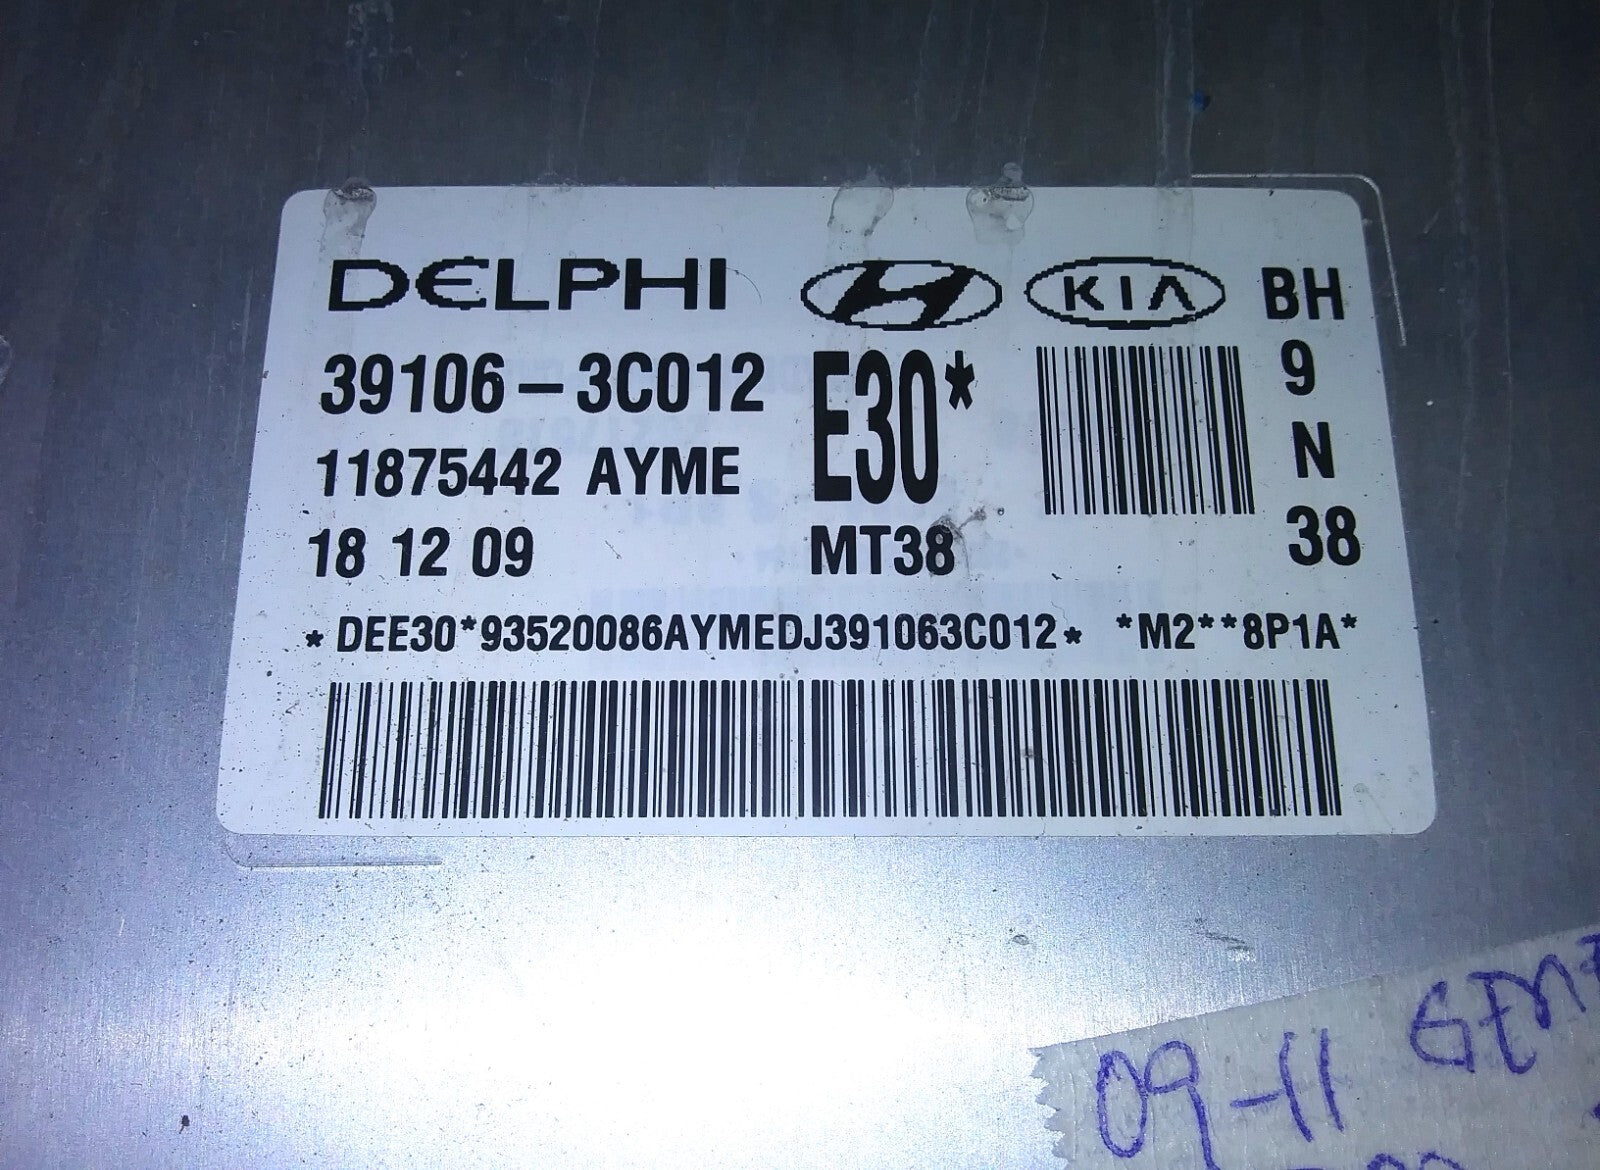 DELPHI KIA BH
39106-3C012 E30* 9
11875442 AYME N
18 12 09 MT38 38
*DEE30*93520086AYMEDJ391063C012* *M2**8P1A*
09-11